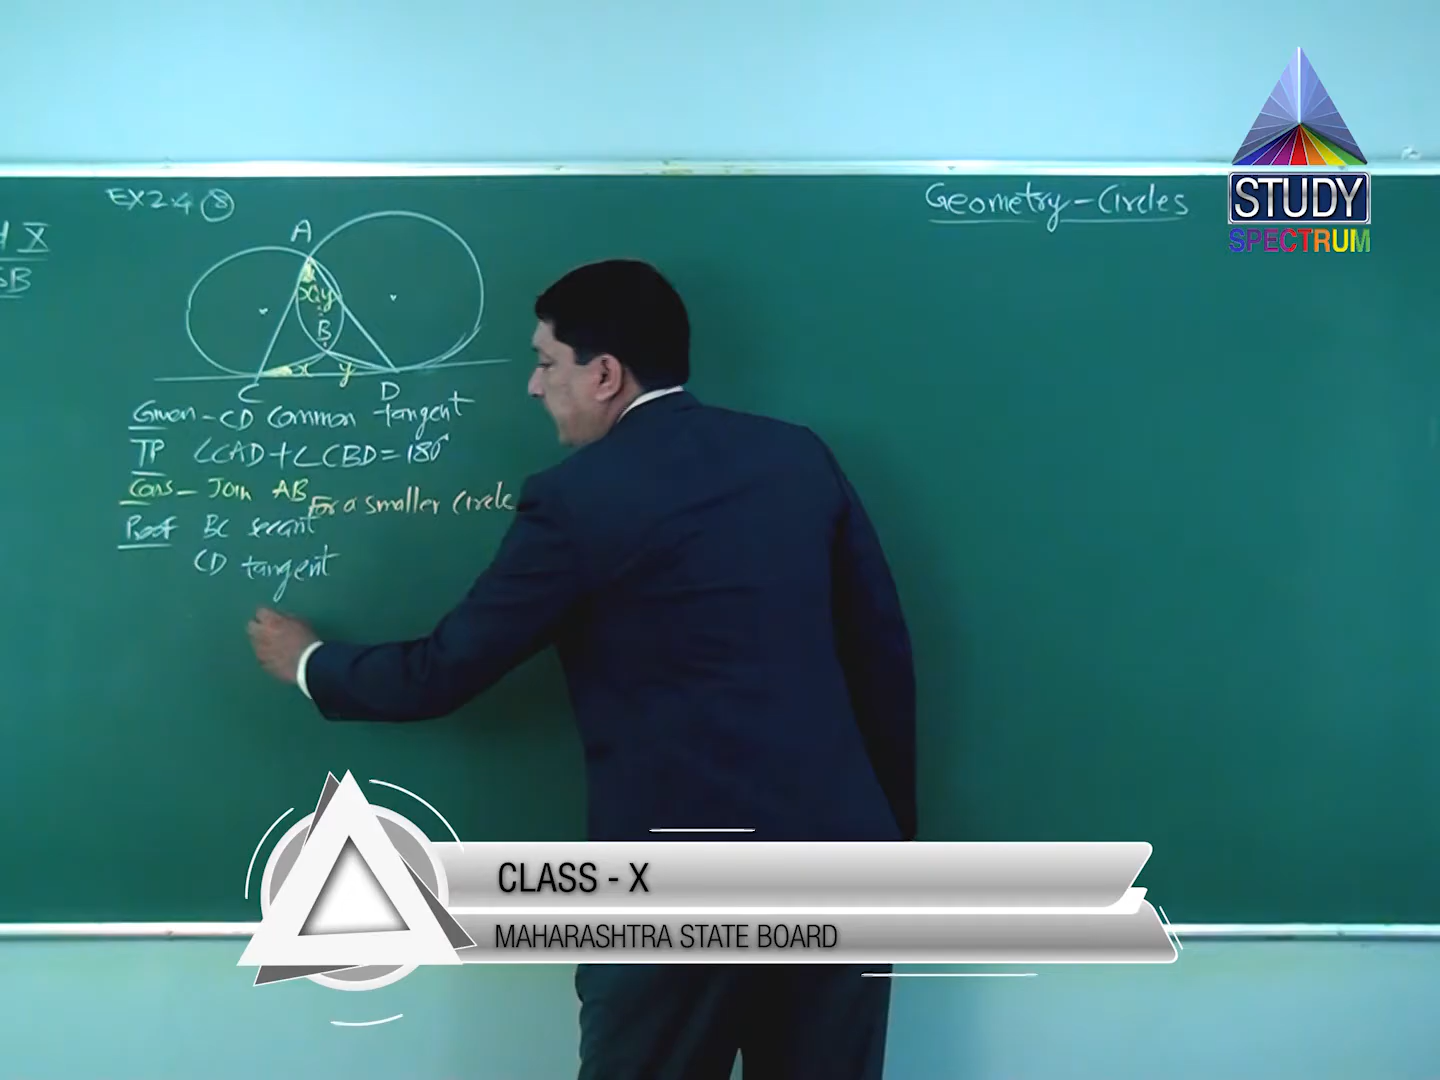 EX 2.4 (8)
Geometry - Circles
STUDY
SPECTRUM
X
A
x y
B
x y
C D
Given - CD Common tangent
TP ∠CAD + ∠CBD = 180°
Cons - Join AB
For a smaller Circle
Proof BC secant
CD tangent
CLASS - X
MAHARASHTRA STATE BOARD